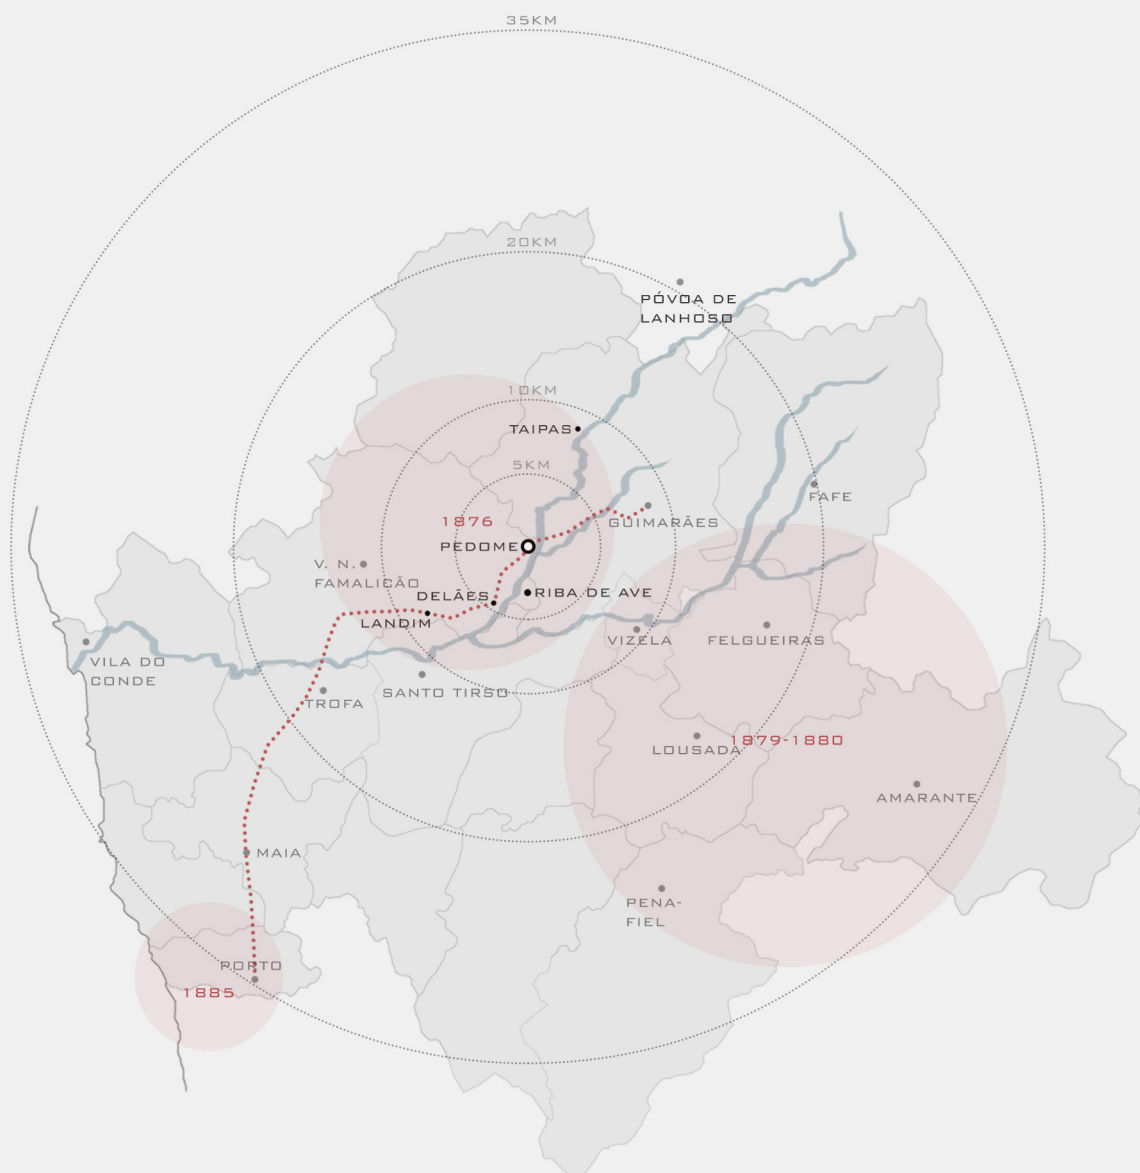 35KM
20KM
PÓVOA DE
LANHOSO
10KM
TAIPAS
5KM
FAFE
1876
GUIMARÃES
PEDOME
V. N.
FAMALICÃO
DELÃES
RIBA DE AVE
LANDIM
VIZELA
FELGUEIRAS
VILA DO
CONDE
SANTO TIRSO
TROFA
LOUSADA
1879-1880
AMARANTE
MAIA
PENA-
FIEL
PORTO
1885